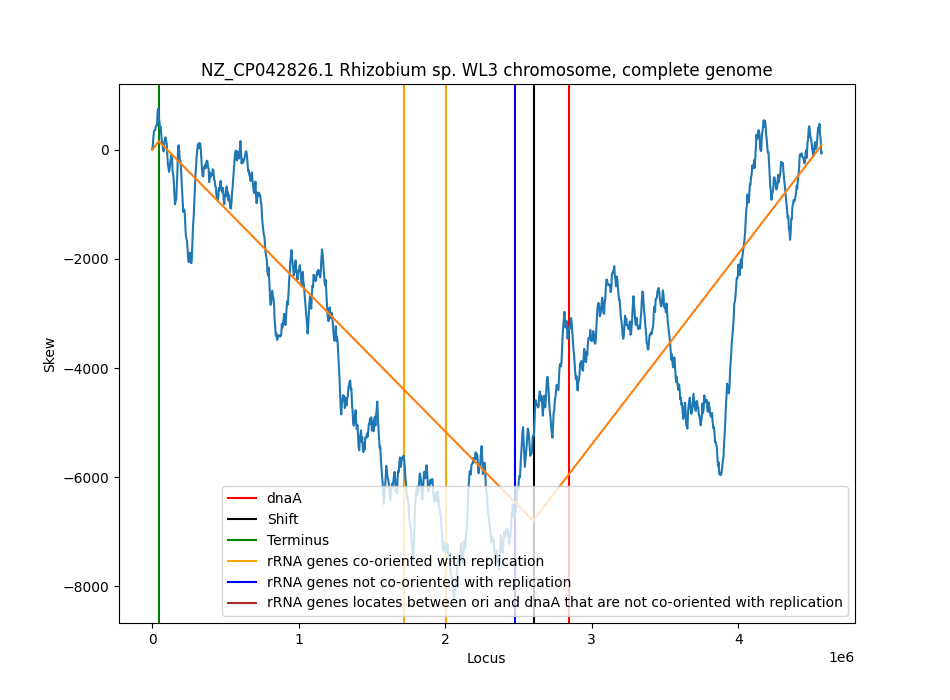 NZ_CP042826.1 Rhizobium sp. WL3 chromosome, complete genome
Skew
0
−2000
−4000
−6000
−8000
dnaA
Shift
Terminus
rRNA genes co-oriented with replication
rRNA genes not co-oriented with replication
rRNA genes locates between ori and dnaA that are not co-oriented with replication
0 1 2 3 4
Locus
1e6